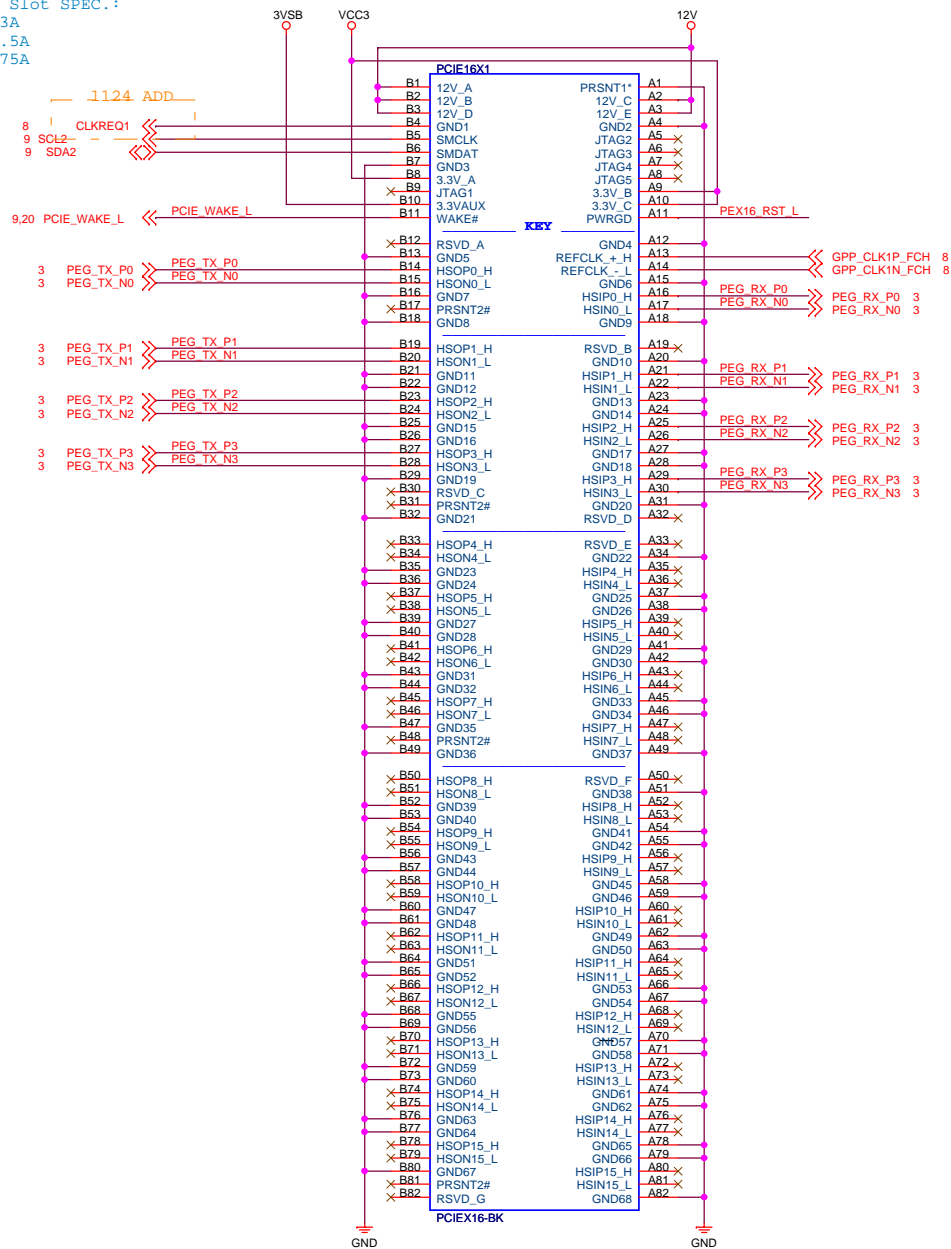 Slot SPEC.:
3A
.5A
75A
3VSB VCC3 12V
1124 ADD
PCIE16X1
B1 12V_A PRSNT1* A1
B2 12V_B 12V_C A2
B3 12V_D 12V_E A3
8 CLKREQ1 B4 GND1 GND2 A4
9 SCL2 B5 SMCLK JTAG2 A5
9 SDA2 B6 SMDAT JTAG3 A6
B7 GND3 JTAG4 A7
B8 3.3V_A JTAG5 A8
B9 JTAG1 3.3V_B A9
B10 3.3VAUX 3.3V_C A10
9,20 PCIE_WAKE_L PCIE_WAKE_L B11 WAKE# PWRGD A11 PEX16_RST_L
KEY
B12 RSVD_A GND4 A12
B13 GND5 REFCLK_+_H A13 GPP_CLK1P_FCH 8
3 PEG_TX_P0 PEG_TX_P0 B14 HSOP0_H REFCLK_-_L A14 GPP_CLK1N_FCH 8
3 PEG_TX_N0 PEG_TX_N0 B15 HSON0_L GND6 A15
B16 GND7 HSIP0_H A16 PEG_RX_P0 PEG_RX_P0 3
B17 PRSNT2# HSIN0_L A17 PEG_RX_N0 PEG_RX_N0 3
B18 GND8 GND9 A18
3 PEG_TX_P1 PEG_TX_P1 B19 HSOP1_H RSVD_B A19
3 PEG_TX_N1 PEG_TX_N1 B20 HSON1_L GND10 A20
B21 GND11 HSIP1_H A21 PEG_RX_P1 PEG_RX_P1 3
B22 GND12 HSIN1_L A22 PEG_RX_N1 PEG_RX_N1 3
3 PEG_TX_P2 PEG_TX_P2 B23 HSOP2_H GND13 A23
3 PEG_TX_N2 PEG_TX_N2 B24 HSON2_L GND14 A24
B25 GND15 HSIP2_H A25 PEG_RX_P2 PEG_RX_P2 3
B26 GND16 HSIN2_L A26 PEG_RX_N2 PEG_RX_N2 3
3 PEG_TX_P3 PEG_TX_P3 B27 HSOP3_H GND17 A27
3 PEG_TX_N3 PEG_TX_N3 B28 HSON3_L GND18 A28
B29 GND19 HSIP3_H A29 PEG_RX_P3 PEG_RX_P3 3
B30 RSVD_C HSIN3_L A30 PEG_RX_N3 PEG_RX_N3 3
B31 PRSNT2# GND20 A31
B32 GND21 RSVD_D A32
B33 HSOP4_H RSVD_E A33
B34 HSON4_L GND22 A34
B35 GND23 HSIP4_H A35
B36 GND24 HSIN4_L A36
B37 HSOP5_H GND25 A37
B38 HSON5_L GND26 A38
B39 GND27 HSIP5_H A39
B40 GND28 HSIN5_L A40
B41 HSOP6_H GND29 A41
B42 HSON6_L GND30 A42
B43 GND31 HSIP6_H A43
B44 GND32 HSIN6_L A44
B45 HSOP7_H GND33 A45
B46 HSON7_L GND34 A46
B47 GND35 HSIP7_H A47
B48 PRSNT2# HSIN7_L A48
B49 GND36 GND37 A49
B50 HSOP8_H RSVD_F A50
B51 HSON8_L GND38 A51
B52 GND39 HSIP8_H A52
B53 GND40 HSIN8_L A53
B54 HSOP9_H GND41 A54
B55 HSON9_L GND42 A55
B56 GND43 HSIP9_H A56
B57 GND44 HSIN9_L A57
B58 HSOP10_H GND45 A58
B59 HSON10_L GND46 A59
B60 GND47 HSIP10_H A60
B61 GND48 HSIN10_L A61
B62 HSOP11_H GND49 A62
B63 HSON11_L GND50 A63
B64 GND51 HSIP11_H A64
B65 GND52 HSIN11_L A65
B66 HSOP12_H GND53 A66
B67 HSON12_L GND54 A67
B68 GND55 HSIP12_H A68
B69 GND56 HSIN12_L A69
B70 HSOP13_H GND57 A70
B71 HSON13_L GND58 A71
B72 GND59 HSIP13_H A72
B73 GND60 HSIN13_L A73
B74 HSOP14_H GND61 A74
B75 HSON14_L GND62 A75
B76 GND63 HSIP14_H A76
B77 GND64 HSIN14_L A77
B78 HSOP15_H GND65 A78
B79 HSON15_L GND66 A79
B80 GND67 HSIP15_H A80
B81 PRSNT2# HSIN15_L A81
B82 RSVD_G GND68 A82
PCIEX16-BK
GND GND